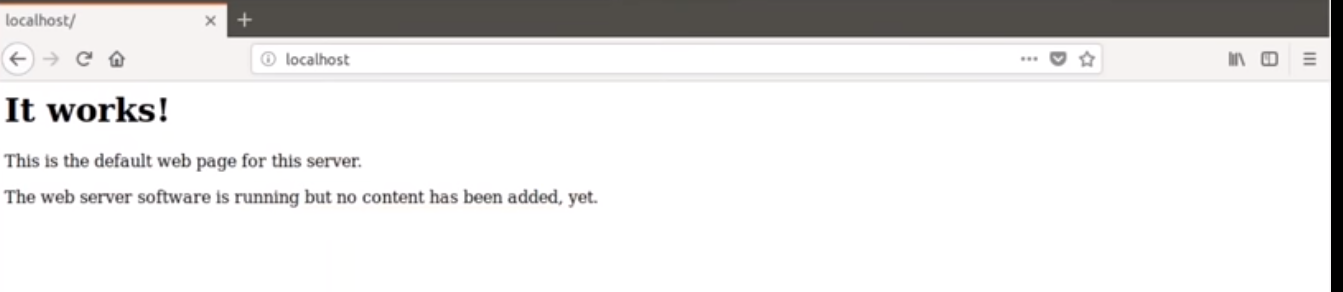 localhost/
localhost
It works!
This is the default web page for this server.
The web server software is running but no content has been added, yet.